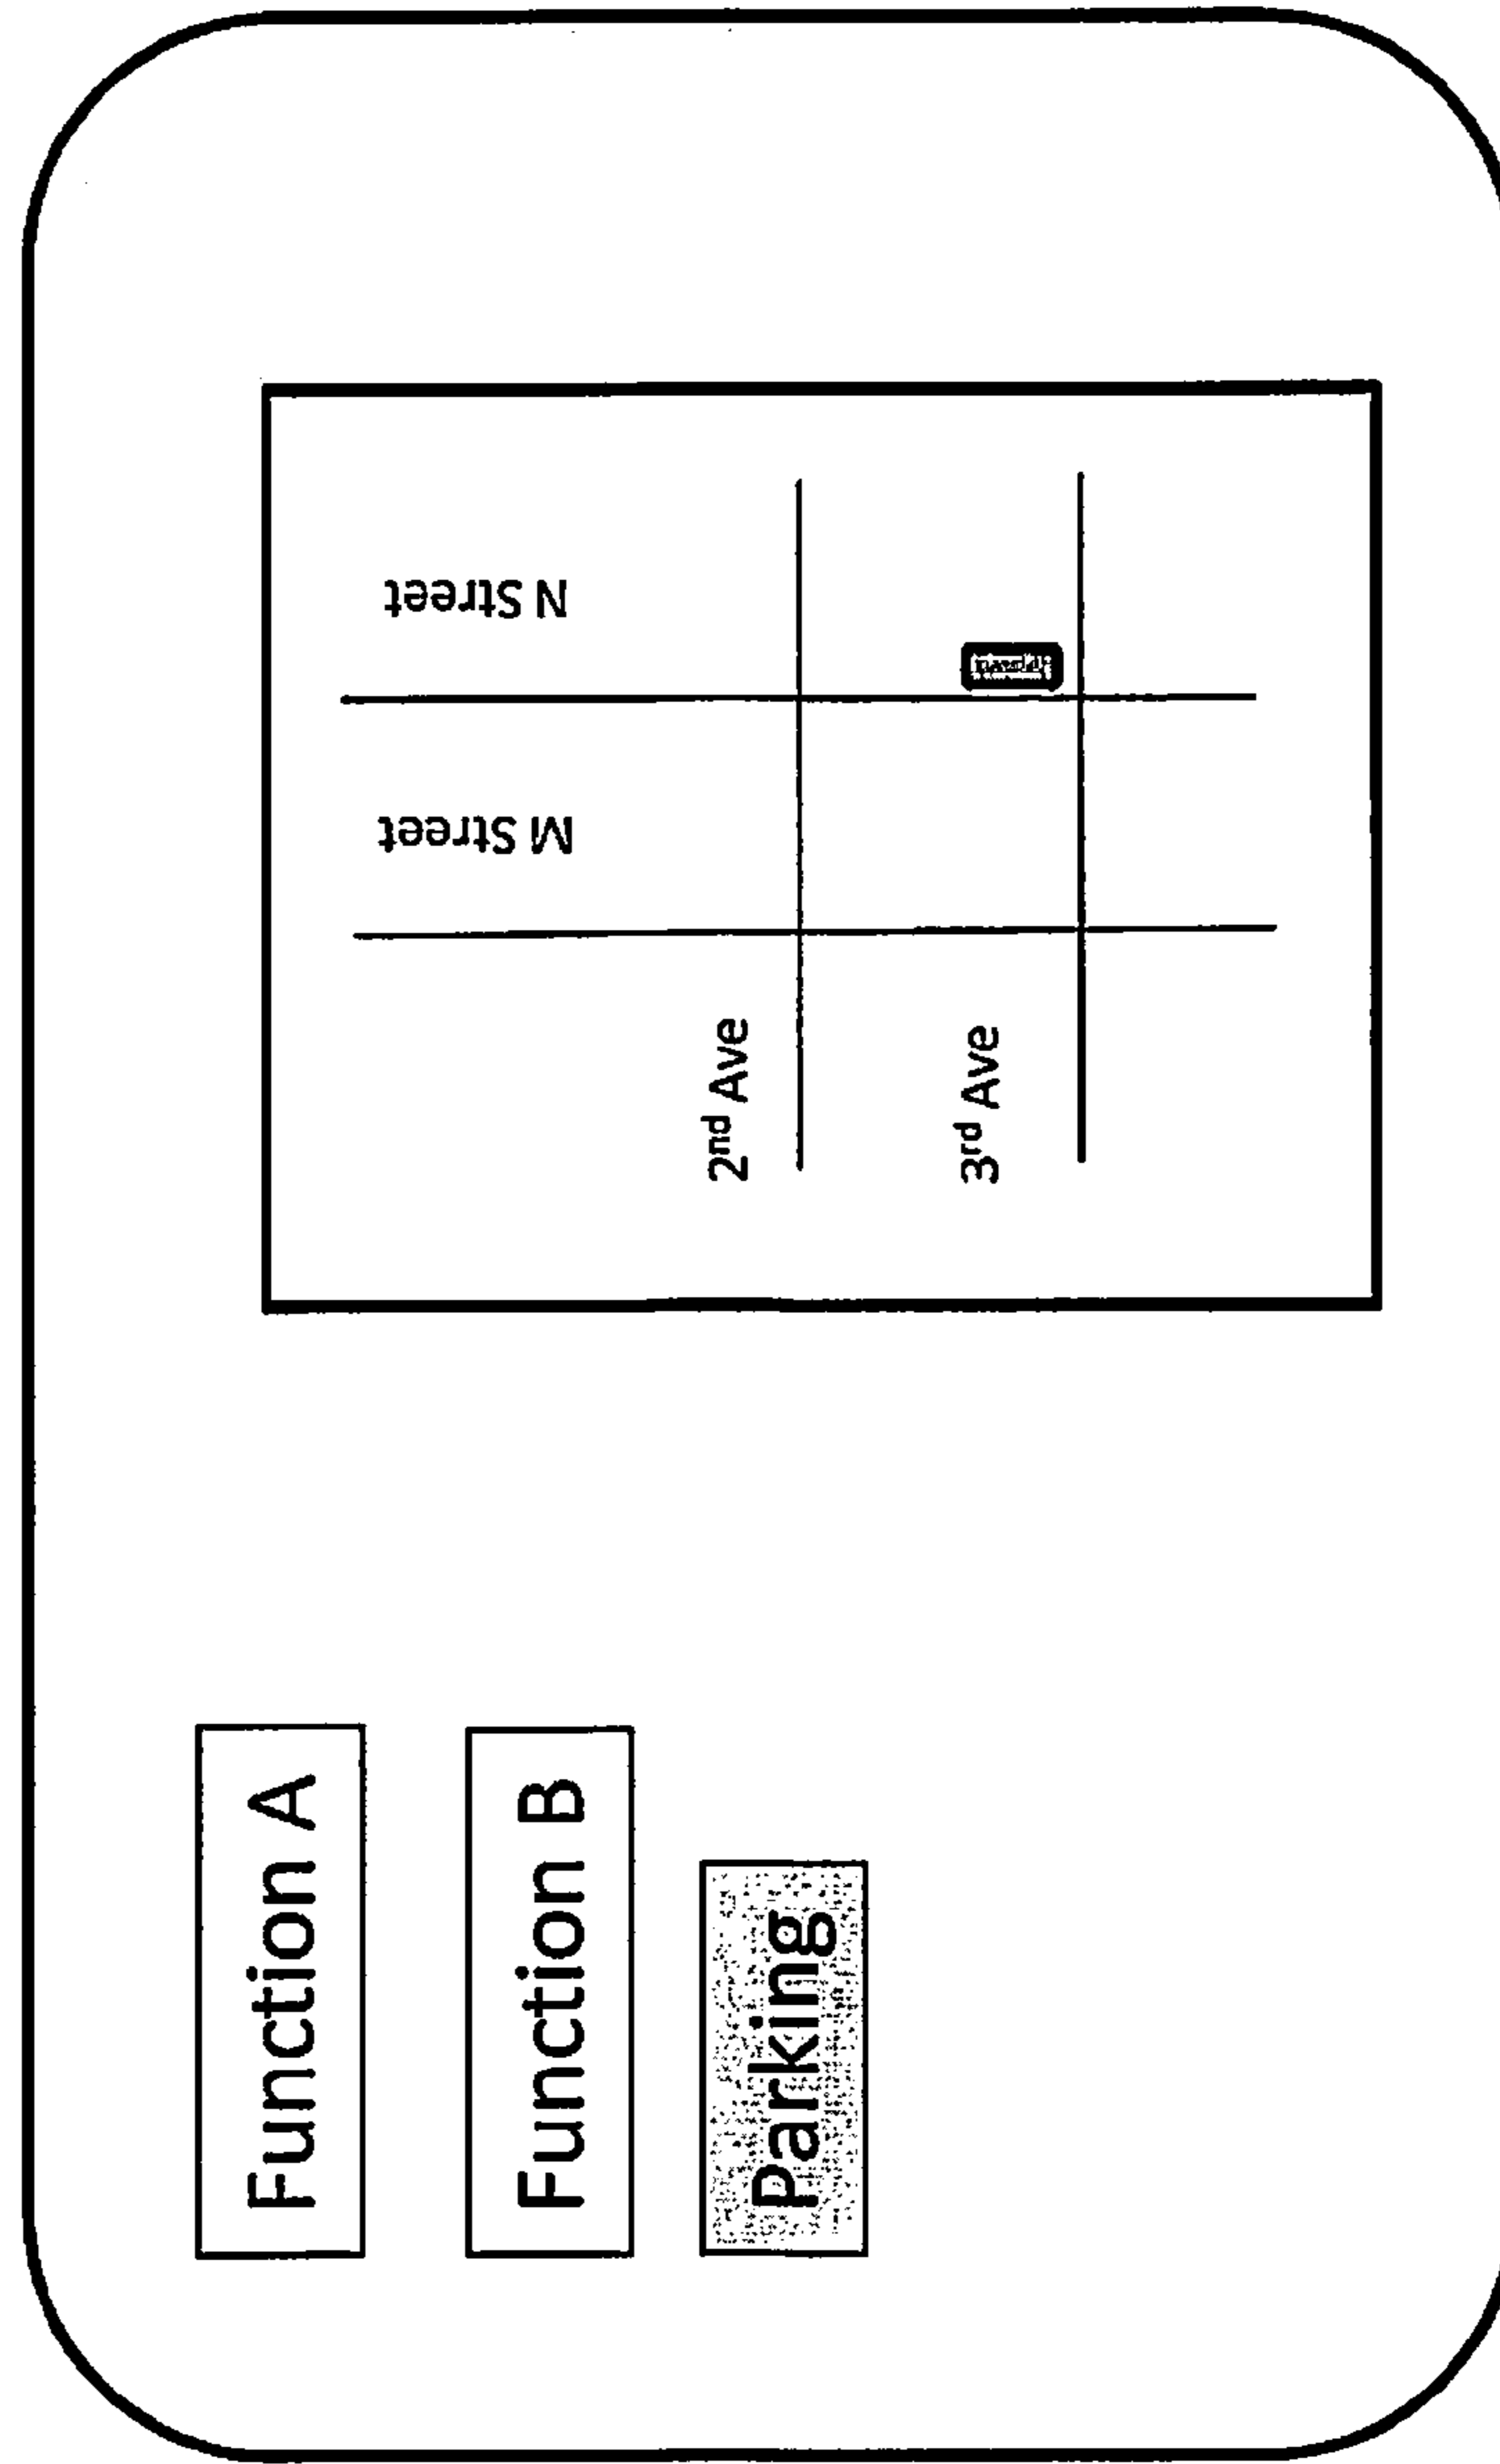 Function A
Function B
Parking
M Street
N Street
2nd Ave
3rd Ave